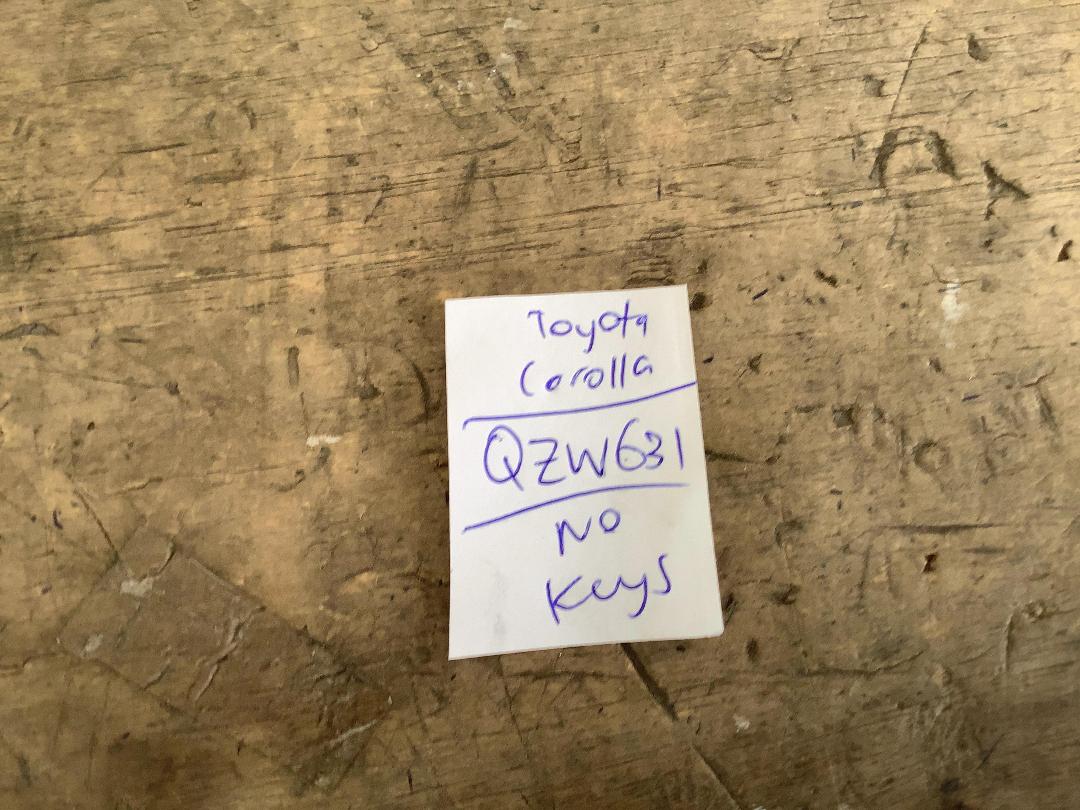 Toyota
Corolla
QZW631
NO
Keys